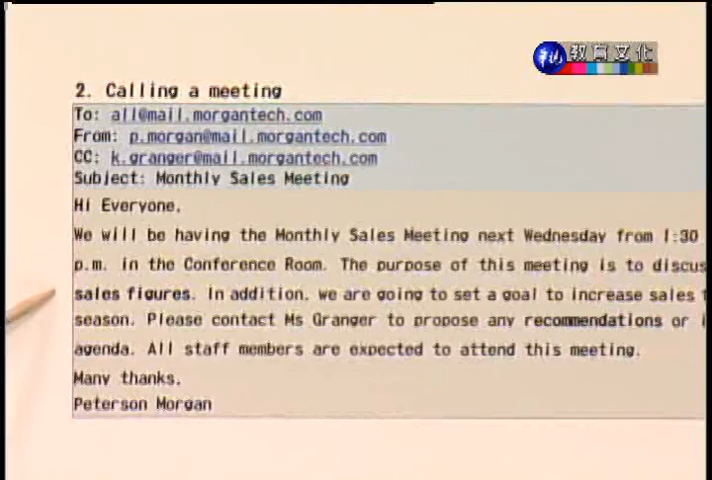 華視 教育文化
2. Calling a meeting
To: all@mail.morgantech.com
From: p.morgan@mail.morgantech.com
CC: k.granger@mail.morgantech.com
Subject: Monthly Sales Meeting
Hi Everyone,
We will be having the Monthly Sales Meeting next Wednesday from 1:30
p.m. in the Conference Room. The purpose of this meeting is to discus
sales figures. In addition, we are going to set a goal to increase sales
season. Please contact Ms Granger to propose any recommendations or
agenda. All staff members are expected to attend this meeting.
Many thanks,
Peterson Morgan